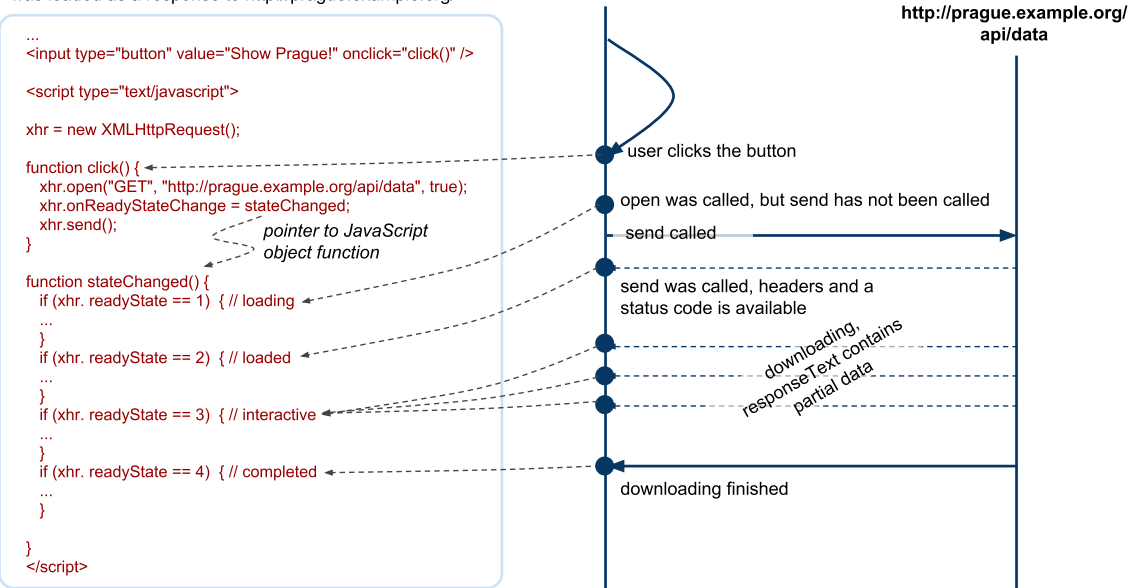 http://prague.example.org/
api/data
...
<input type="button" value="Show Prague!" onclick="click()" />
<script type="text/javascript">
xhr = new XMLHttpRequest();
function click() {
xhr.open("GET", "http://prague.example.org/api/data", true);
xhr.onReadyStateChange = stateChanged;
xhr.send();
}
pointer to JavaScript
object function
function stateChanged() {
if (xhr. readyState == 1)  { // loading
...
}
if (xhr. readyState == 2)  { // loaded
...
}
if (xhr. readyState == 3)  { // interactive
...
}
if (xhr. readyState == 4)  { // completed
...
}
}
</script>
user clicks the button
open was called, but send has not been called
send called
send was called, headers and a
status code is available
downloading,
responseText contains
partial data
downloading finished